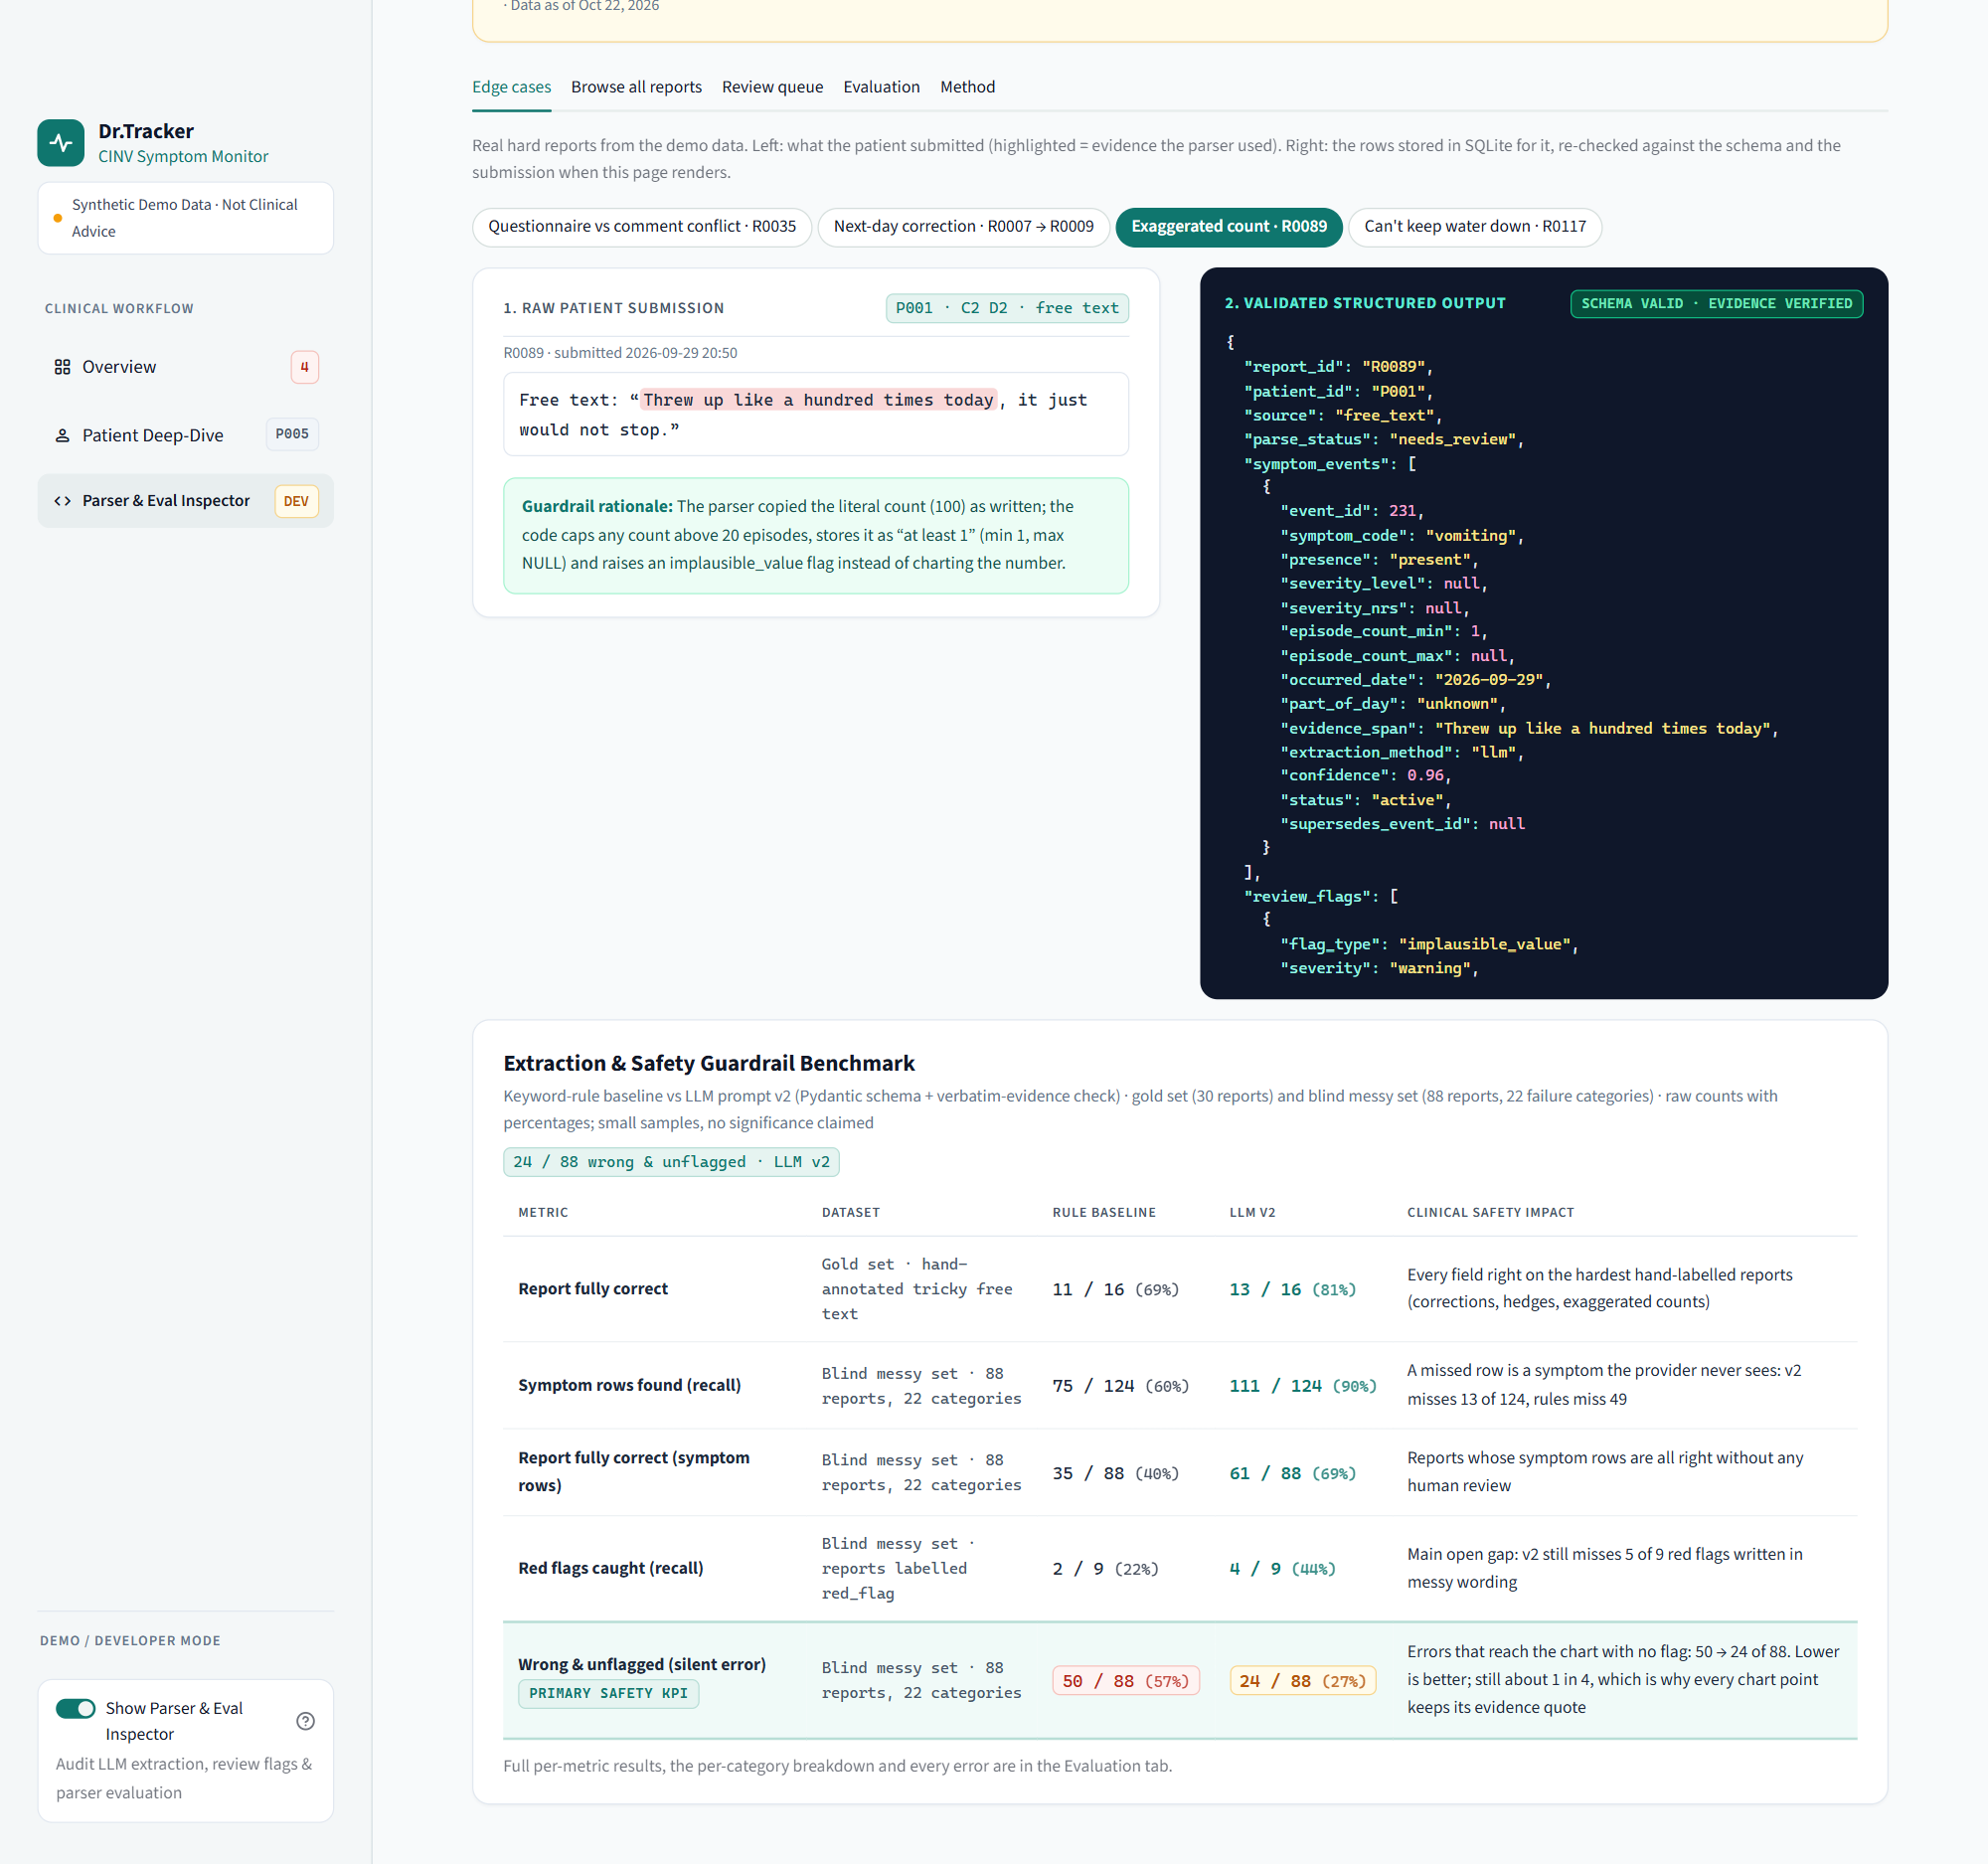 · Data as of Oct 22, 2026
Dr.Tracker
CINV Symptom Monitor
Synthetic Demo Data · Not Clinical
Advice
CLINICAL WORKFLOW
Overview 4
Patient Deep-Dive P005
Parser & Eval Inspector DEV
DEMO / DEVELOPER MODE
Show Parser & Eval
Inspector
Audit LLM extraction, review flags &
parser evaluation
Edge cases Browse all reports Review queue Evaluation Method
Real hard reports from the demo data. Left: what the patient submitted (highlighted = evidence the parser used). Right: the rows stored in SQLite for it, re-checked against the schema and the
submission when this page renders.
Questionnaire vs comment conflict · R0035 Next-day correction · R0007 → R0009 Exaggerated count · R0089 Can't keep water down · R0117
1. RAW PATIENT SUBMISSION P001 · C2 D2 · free text
R0089 · submitted 2026-09-29 20:50
Free text: “Threw up like a hundred times today, it just
would not stop.”
Guardrail rationale: The parser copied the literal count (100) as written; the
code caps any count above 20 episodes, stores it as “at least 1” (min 1, max
NULL) and raises an implausible_value flag instead of charting the number.
2. VALIDATED STRUCTURED OUTPUT SCHEMA VALID · EVIDENCE VERIFIED
{
"report_id": "R0089",
"patient_id": "P001",
"source": "free_text",
"parse_status": "needs_review",
"symptom_events": [
{
"event_id": 231,
"symptom_code": "vomiting",
"presence": "present",
"severity_level": null,
"severity_nrs": null,
"episode_count_min": 1,
"episode_count_max": null,
"occurred_date": "2026-09-29",
"part_of_day": "unknown",
"evidence_span": "Threw up like a hundred times today",
"extraction_method": "llm",
"confidence": 0.96,
"status": "active",
"supersedes_event_id": null
}
],
"review_flags": [
{
"flag_type": "implausible_value",
"severity": "warning",
Extraction & Safety Guardrail Benchmark
Keyword-rule baseline vs LLM prompt v2 (Pydantic schema + verbatim-evidence check) · gold set (30 reports) and blind messy set (88 reports, 22 failure categories) · raw counts with
percentages; small samples, no significance claimed
24 / 88 wrong & unflagged · LLM v2
METRIC DATASET RULE BASELINE LLM V2 CLINICAL SAFETY IMPACT
Report fully correct
Gold set · hand-
annotated tricky free
text
11 / 16 (69%)
13 / 16 (81%)
Every field right on the hardest hand-labelled reports
(corrections, hedges, exaggerated counts)
Symptom rows found (recall)
Blind messy set · 88
reports, 22 categories
75 / 124 (60%)
111 / 124 (90%)
A missed row is a symptom the provider never sees: v2
misses 13 of 124, rules miss 49
Report fully correct (symptom
rows)
Blind messy set · 88
reports, 22 categories
35 / 88 (40%)
61 / 88 (69%)
Reports whose symptom rows are all right without any
human review
Red flags caught (recall)
Blind messy set ·
reports labelled
red_flag
2 / 9 (22%)
4 / 9 (44%)
Main open gap: v2 still misses 5 of 9 red flags written in
messy wording
Wrong & unflagged (silent error)
PRIMARY SAFETY KPI
Blind messy set · 88
reports, 22 categories
50 / 88 (57%)
24 / 88 (27%)
Errors that reach the chart with no flag: 50 → 24 of 88. Lower
is better; still about 1 in 4, which is why every chart point
keeps its evidence quote
Full per-metric results, the per-category breakdown and every error are in the Evaluation tab.